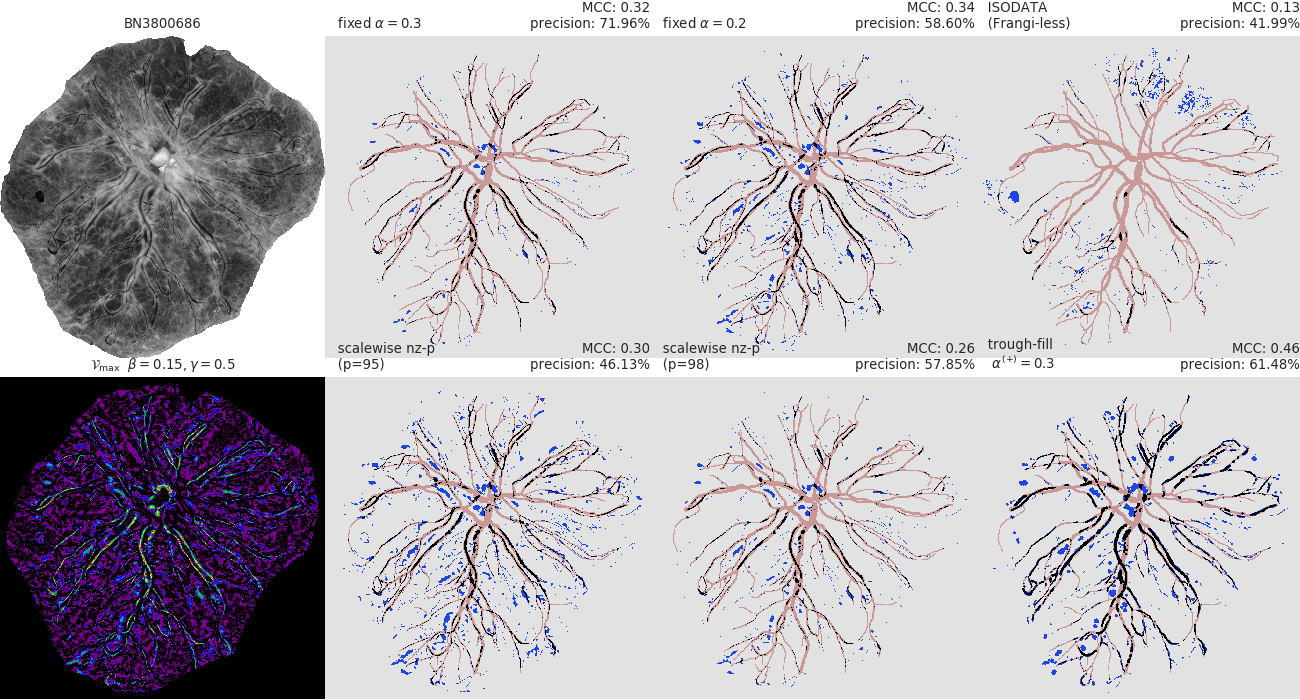 BN3800686
MCC: 0.32
fixed α = 0.3 precision: 71.96%
MCC: 0.34
fixed α = 0.2 precision: 58.60%
ISODATA MCC: 0.13
(Frangi-less) precision: 41.99%
𝒱max β = 0.15, γ = 0.5
scalewise nz-p MCC: 0.30
(p=95) precision: 46.13%
scalewise nz-p MCC: 0.26
(p=98) precision: 57.85%
trough-fill MCC: 0.46
α(+) = 0.3 precision: 61.48%